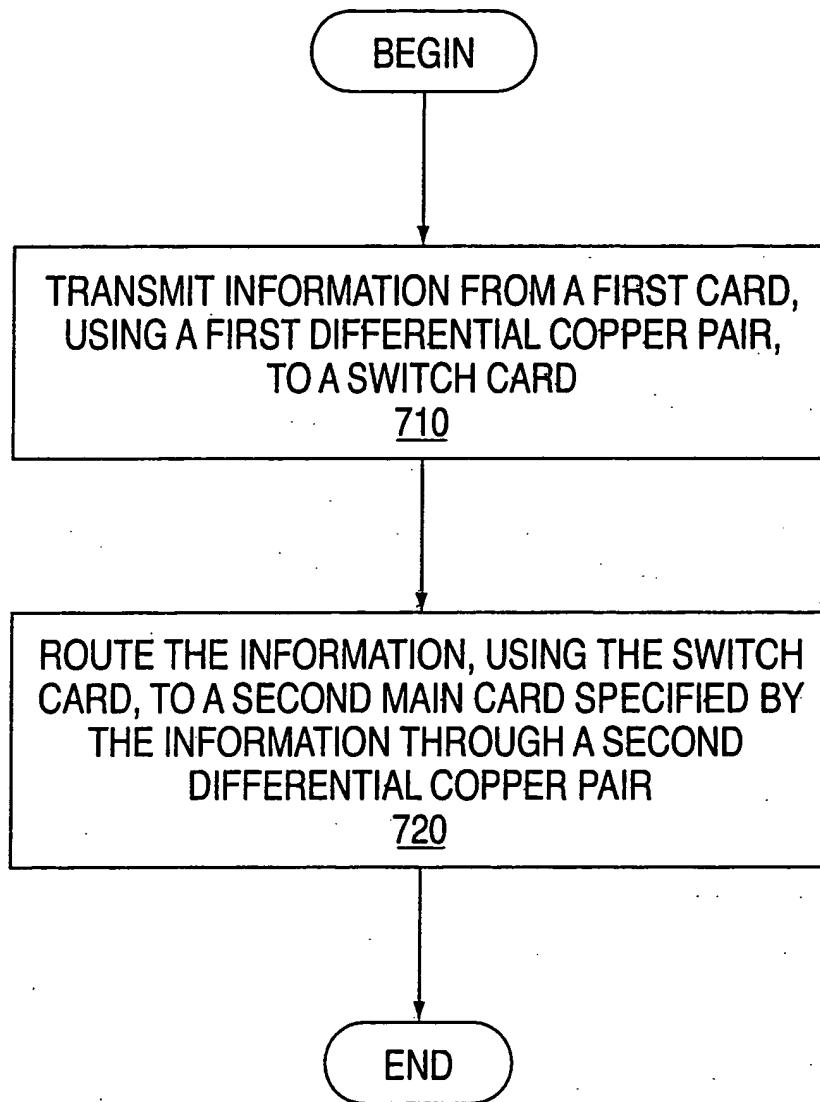 BEGIN
TRANSMIT INFORMATION FROM A FIRST CARD,
USING A FIRST DIFFERENTIAL COPPER PAIR,
TO A SWITCH CARD
710
ROUTE THE INFORMATION, USING THE SWITCH
CARD, TO A SECOND MAIN CARD SPECIFIED BY
THE INFORMATION THROUGH A SECOND
DIFFERENTIAL COPPER PAIR
720
END